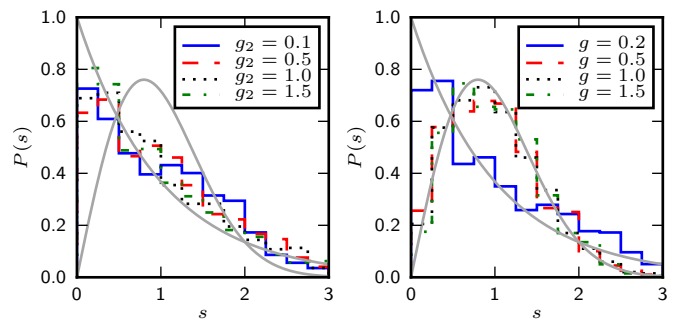 1.0
0.8
0.6
0.4
0.2
0.0
P(s)
0
1
2
3
s
g₂ = 0.1
g₂ = 0.5
g₂ = 1.0
g₂ = 1.5
1.0
0.8
0.6
0.4
0.2
0.0
P(s)
0
1
2
3
s
g = 0.2
g = 0.5
g = 1.0
g = 1.5